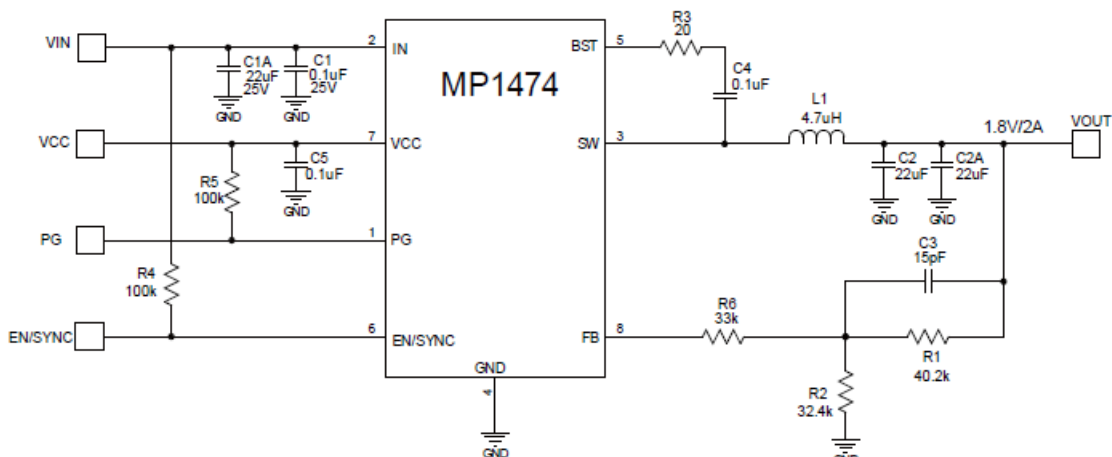 VIN
2
IN
C1A
22uF
25V
GND
C1
0.1uF
25V
GND
MP1474
BST
5
R3
20
C4
0.1uF
VCC
7
VCC
C5
0.1uF
GND
R5
100k
SW
3
L1
4.7uH
1.8V/2A
VOUT
C2
22uF
GND
C2A
22uF
GND
PG
1
PG
R4
100k
C3
15pF
EN/SYNC
6
EN/SYNC
FB
8
R6
33k
R1
40.2k
R2
32.4k
GND
GND
4
GND